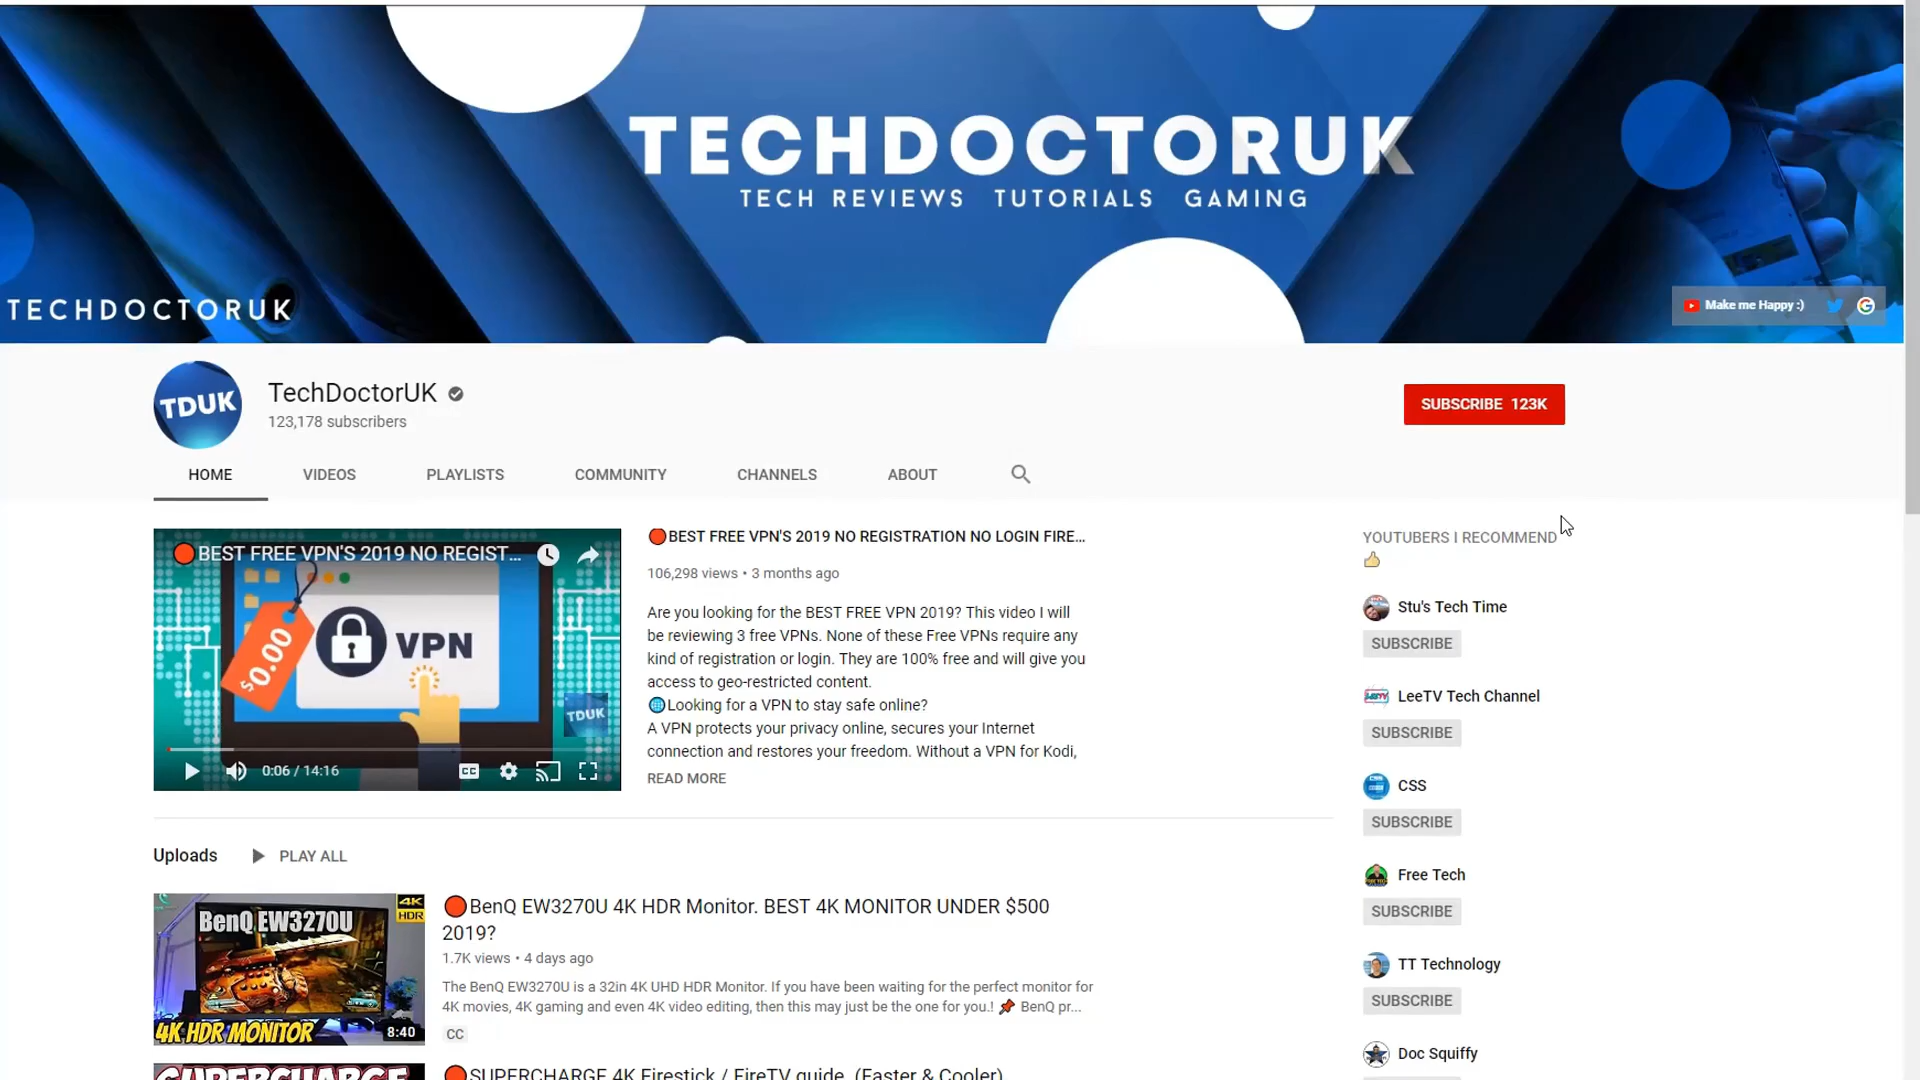 TECHDOCTORUK
TECH REVIEWS TUTORIALS GAMING
TECHDOCTORUK
Make me Happy :)
TDUK
TechDoctorUK
123,178 subscribers
SUBSCRIBE 123K
HOME VIDEOS PLAYLISTS COMMUNITY CHANNELS ABOUT
🔴BEST FREE VPN'S 2019 NO REGIST...
$0.00
VPN
TDUK
0:06 / 14:16
CC
🔴BEST FREE VPN'S 2019 NO REGISTRATION NO LOGIN FIRE...
106,298 views • 3 months ago
Are you looking for the BEST FREE VPN 2019? This video I will
be reviewing 3 free VPNs. None of these Free VPNs require any
kind of registration or login. They are 100% free and will give you
access to geo-restricted content.
🌐Looking for a VPN to stay safe online?
A VPN protects your privacy online, secures your Internet
connection and restores your freedom. Without a VPN for Kodi,
READ MORE
YOUTUBERS I RECOMMEND
👍
Stu's Tech Time
SUBSCRIBE
LeeTV Tech Channel
SUBSCRIBE
CSS
SUBSCRIBE
Free Tech
SUBSCRIBE
TT Technology
SUBSCRIBE
Doc Squiffy
Uploads PLAY ALL
BenQ EW3270U
4K
HDR
4K HDR MONITOR
8:40
🔴BenQ EW3270U 4K HDR Monitor. BEST 4K MONITOR UNDER $500
2019?
1.7K views • 4 days ago
The BenQ EW3270U is a 32in 4K UHD HDR Monitor. If you have been waiting for the perfect monitor for
4K movies, 4K gaming and even 4K video editing, then this may just be the one for you.! 📌 BenQ pr...
CC
SUPERCHARGE
🔴SUPERCHARGE 4K Firestick / FireTV guide. (Faster & Cooler)